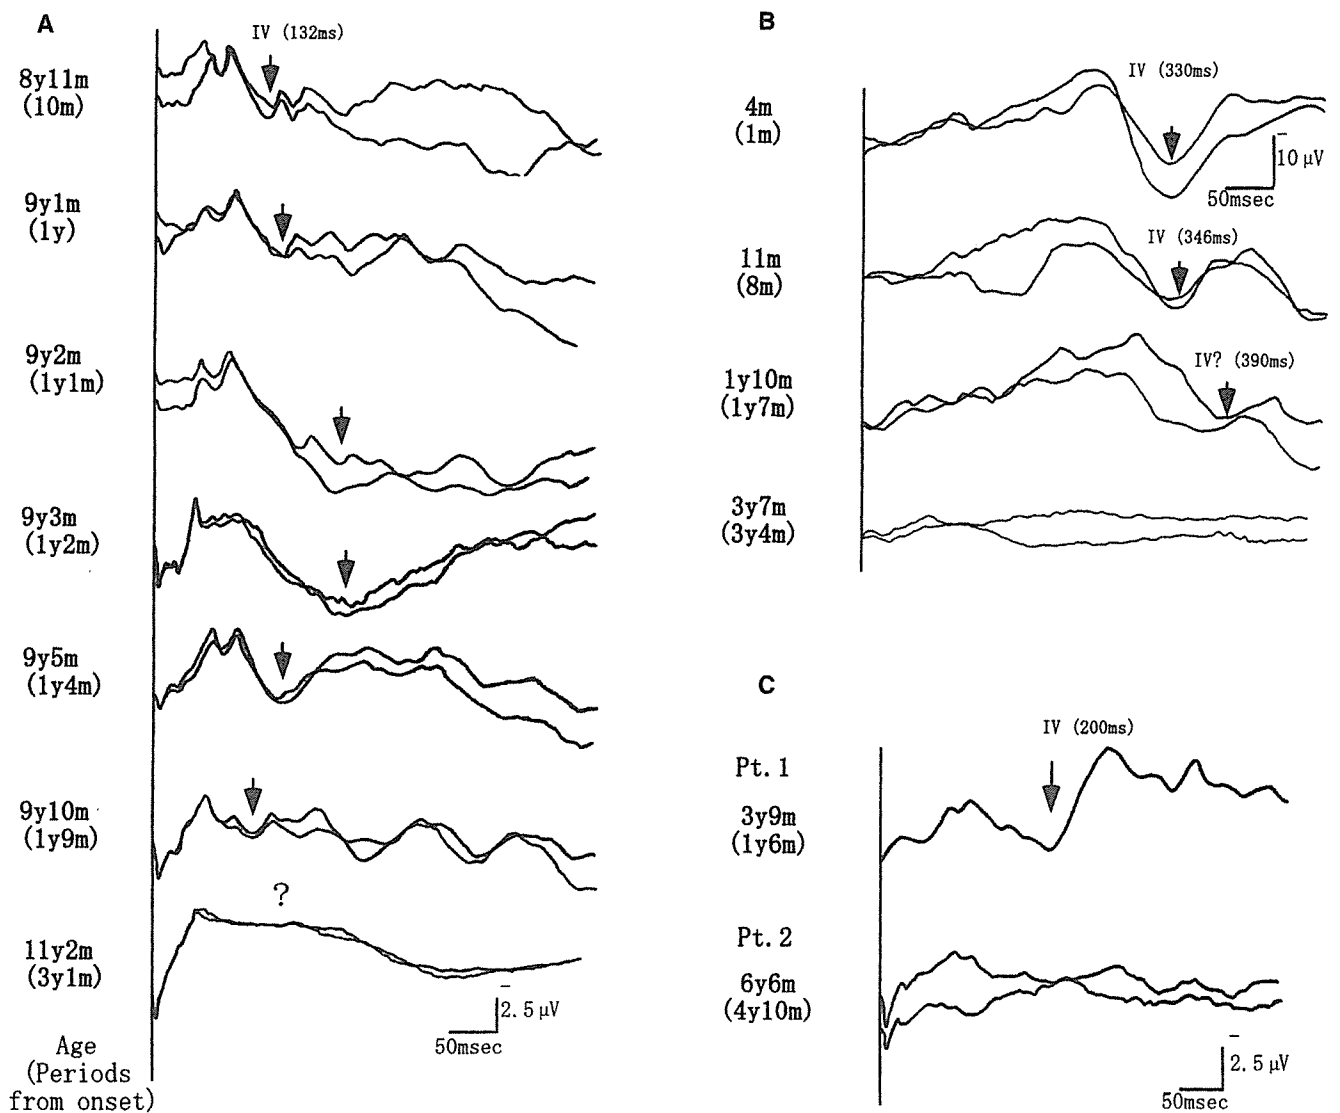 A
IV (132ms)
8y11m
(10m)
9y1m
(1y)
9y2m
(1y1m)
9y3m
(1y2m)
9y5m
(1y4m)
9y10m
(1y9m)
?
11y2m
(3y1m)
2.5 μV
50msec
Age
(Periods
from onset)
B
IV (330ms)
4m
(1m)
10 μV
50msec
IV (346ms)
11m
(8m)
IV? (390ms)
1y10m
(1y7m)
3y7m
(3y4m)
C
IV (200ms)
Pt.1
3y9m
(1y6m)
Pt.2
6y6m
(4y10m)
2.5 μV
50msec